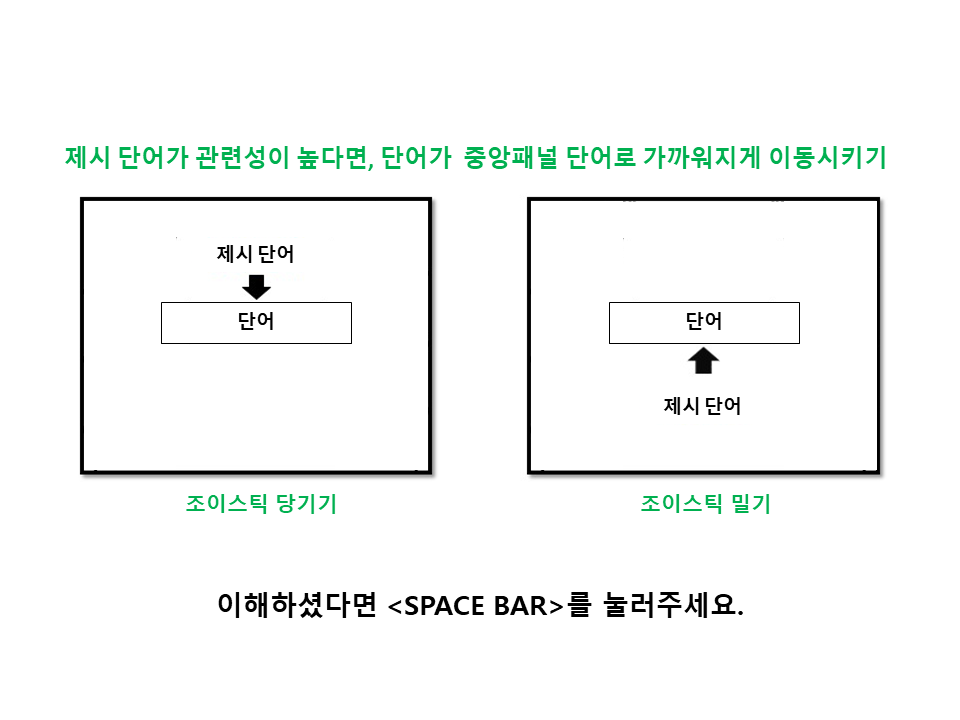 제시 단어가 관련성이 높다면, 단어가 중앙패널 단어로 가까워지게 이동시키기
제시 단어
단어
조이스틱 당기기
단어
제시 단어
조이스틱 밀기
이해하셨다면 <SPACE BAR>를 눌러주세요.